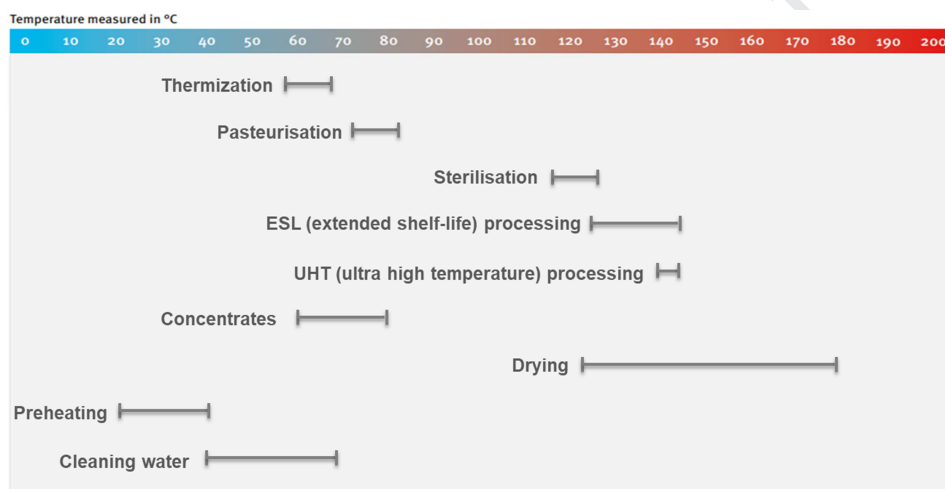 Temperature measured in °C
0 10 20 30 40 50 60 70 80 90 100 110 120 130 140 150 160 170 180 190 200
Thermization
Pasteurisation
Sterilisation
ESL (extended shelf-life) processing
UHT (ultra high temperature) processing
Concentrates
Drying
Preheating
Cleaning water